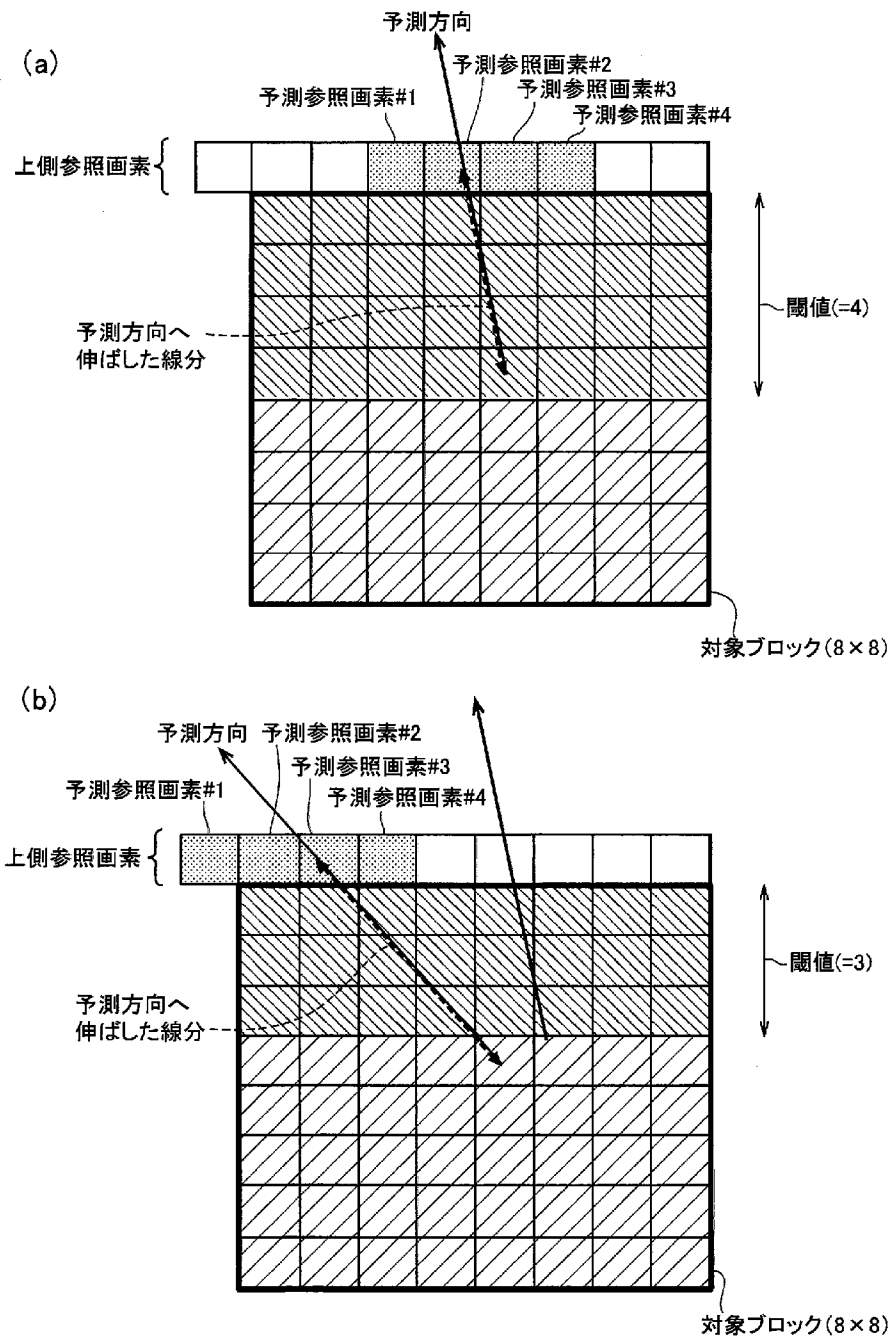 (a)
予測方向
予測参照画素#2
予測参照画素#1
予測参照画素#3
予測参照画素#4
上側参照画素
閾値(=4)
予測方向へ
伸ばした線分
対象ブロック(8×8)
(b)
予測方向
予測参照画素#2
予測参照画素#3
予測参照画素#1
予測参照画素#4
上側参照画素
閾値(=3)
予測方向へ
伸ばした線分
対象ブロック(8×8)